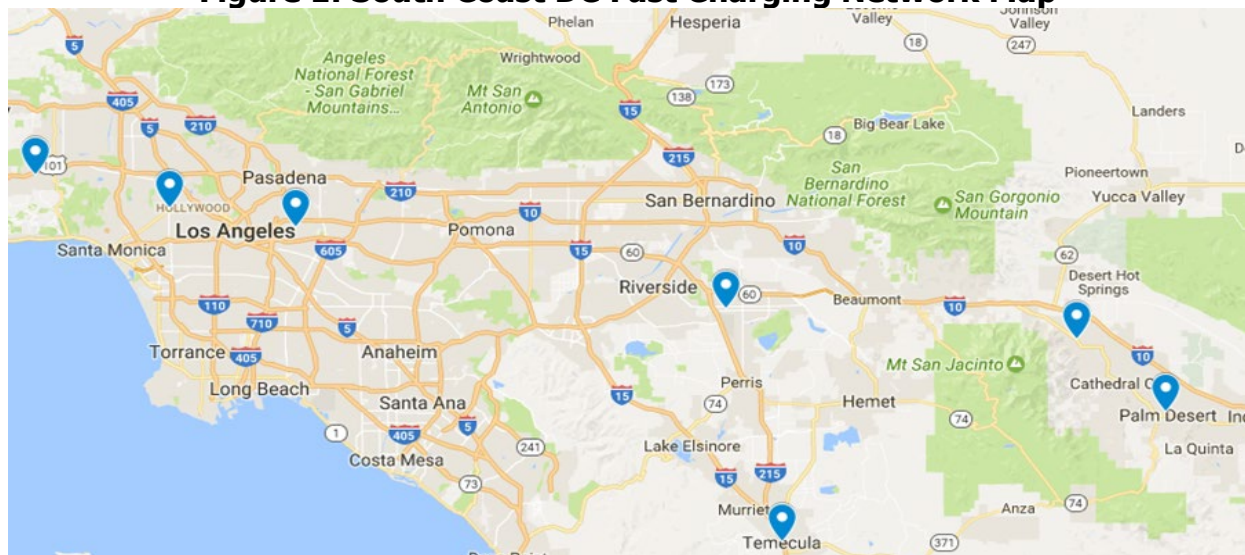 Figure 2: South Coast DC Fast Charging Network Map
Phelan
Hesperia
Valley
Johnson
Valley
5
18
247
Angeles
National Forest
- San Gabriel
Mountains...
Wrightwood
Mt San
Antonio
173
138
15
405
5
210
18
Big Bear Lake
Landers
215
101
Pasadena
HOLLYWOOD
210
San
Bernardino
National Forest
Pioneertown
Yucca Valley
San Bernardino
San Gorgonio
Mountain
10
Los Angeles
Pomona
Santa Monica
605
15
60
10
62
Desert Hot
Springs
Riverside
60
Beaumont
10
110
710
5
Torrance
405
Anaheim
Mt San Jacinto
10
Long Beach
Perris
Cathedral C
15
74
Hemet
Santa Ana
Palm Desert
Ind
1
405
5
74
241
Lake Elsinore
La Quinta
Costa Mesa
73
15
215
74
Murriet
Anza
Temecula
371